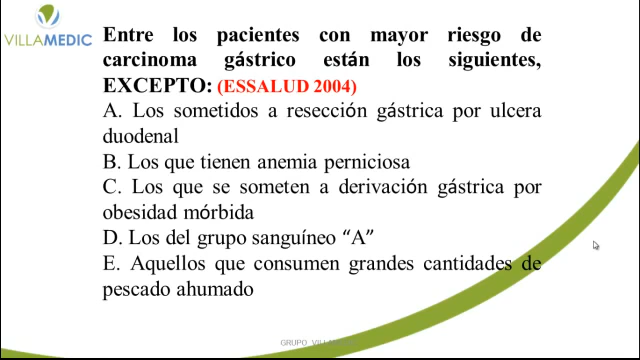 VILLAMEDIC
Entre los pacientes con mayor riesgo de
carcinoma gástrico están los siguientes,
EXCEPTO: (ESSALUD 2004)
A. Los sometidos a resección gástrica por ulcera
duodenal
B. Los que tienen anemia perniciosa
C. Los que se someten a derivación gástrica por
obesidad mórbida
D. Los del grupo sanguíneo “A”
E. Aquellos que consumen grandes cantidades de
pescado ahumado
GRUPO